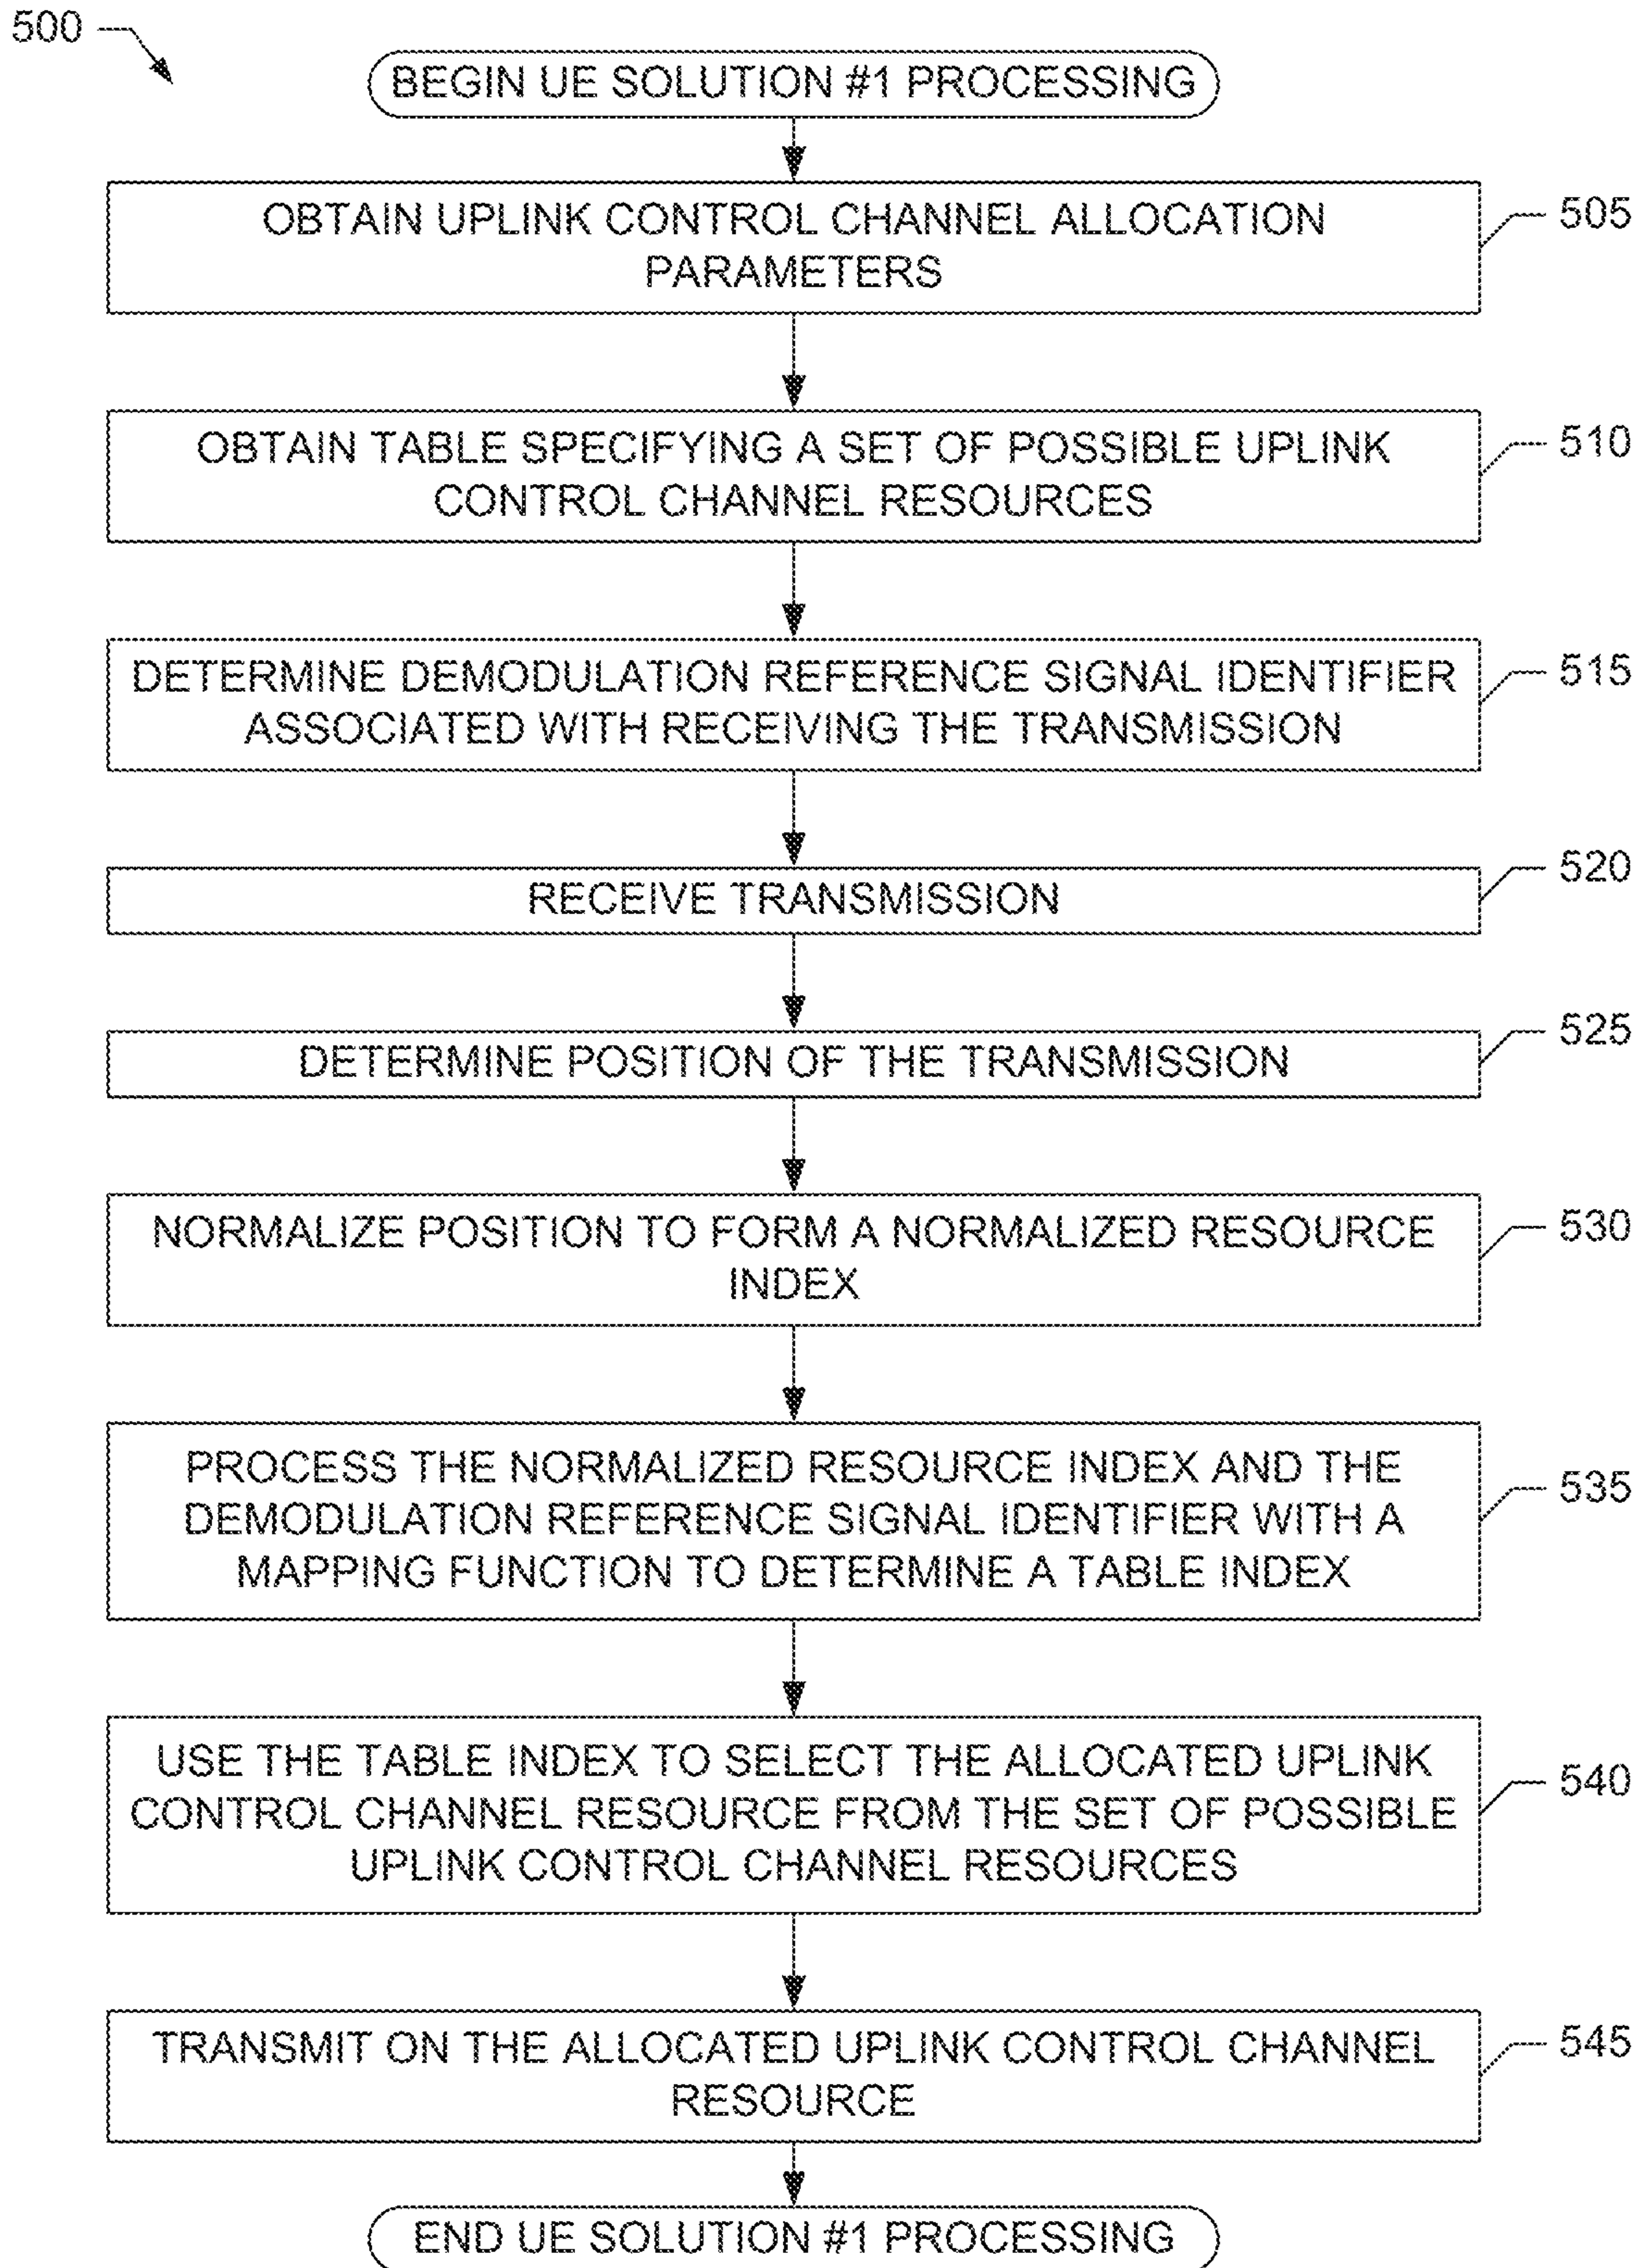 500
BEGIN UE SOLUTION #1 PROCESSING
OBTAIN UPLINK CONTROL CHANNEL ALLOCATION
PARAMETERS
505
OBTAIN TABLE SPECIFYING A SET OF POSSIBLE UPLINK
CONTROL CHANNEL RESOURCES
510
DETERMINE DEMODULATION REFERENCE SIGNAL IDENTIFIER
ASSOCIATED WITH RECEIVING THE TRANSMISSION
515
RECEIVE TRANSMISSION
520
DETERMINE POSITION OF THE TRANSMISSION
525
NORMALIZE POSITION TO FORM A NORMALIZED RESOURCE
INDEX
530
PROCESS THE NORMALIZED RESOURCE INDEX AND THE
DEMODULATION REFERENCE SIGNAL IDENTIFIER WITH A
MAPPING FUNCTION TO DETERMINE A TABLE INDEX
535
USE THE TABLE INDEX TO SELECT THE ALLOCATED UPLINK
CONTROL CHANNEL RESOURCE FROM THE SET OF POSSIBLE
UPLINK CONTROL CHANNEL RESOURCES
540
TRANSMIT ON THE ALLOCATED UPLINK CONTROL CHANNEL
RESOURCE
545
END UE SOLUTION #1 PROCESSING